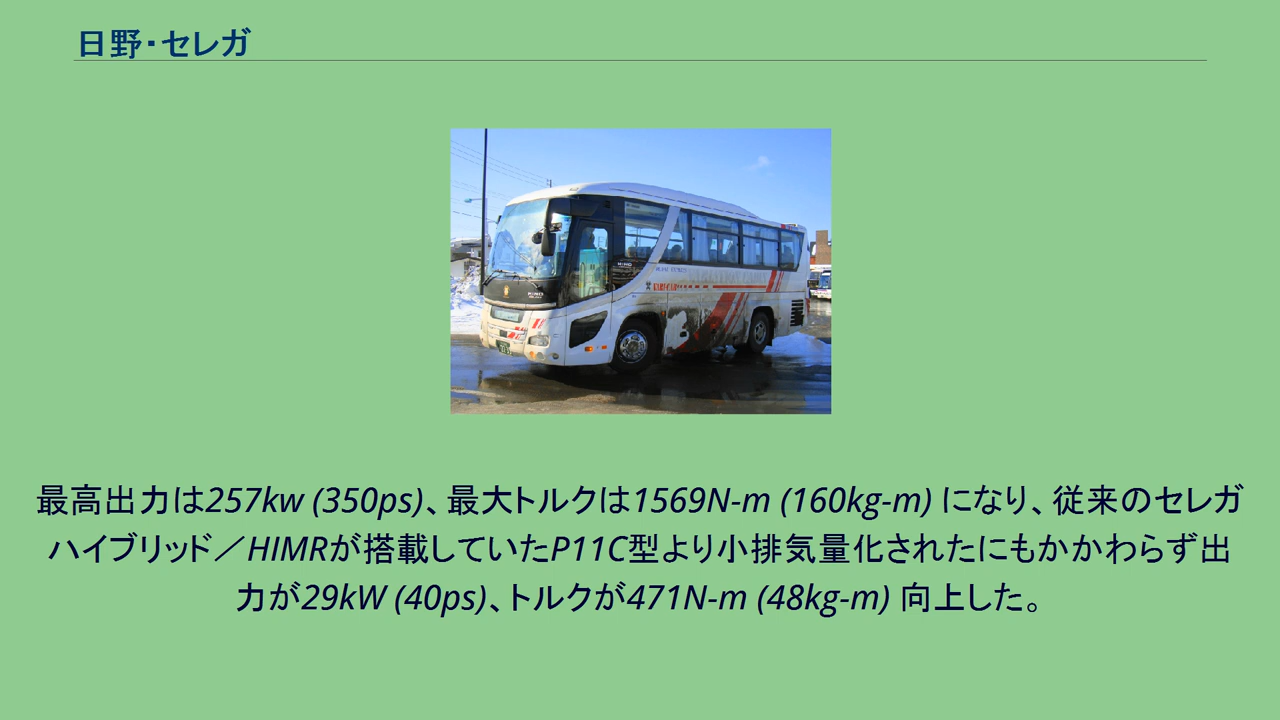 日野・セレガ
HINO
最高出力は257kw (350ps)、最大トルクは1569N-m (160kg-m) になり、従来のセレガ
ハイブリッド／HIMRが搭載していたP11C型より小排気量化されたにもかかわらず出
力が29kW (40ps)、トルクが471N-m (48kg-m) 向上した。